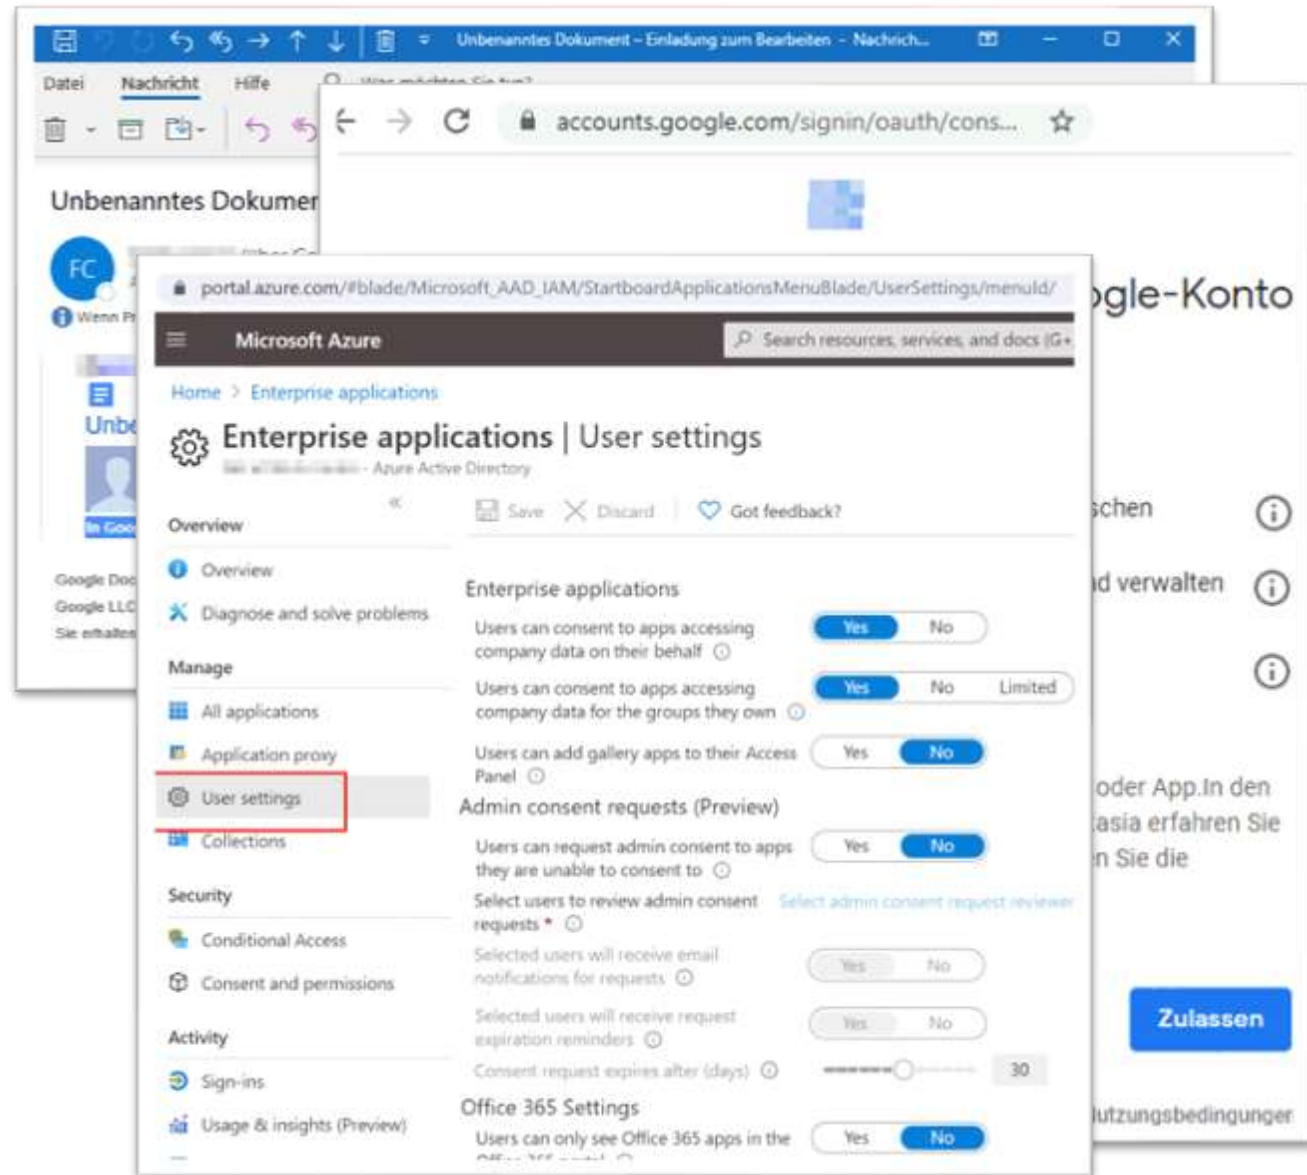 Unbenanntes Dokument – Einladung zum Bearbeiten - Nachrich...
Datei Nachricht Hilfe
Was möchten Sie tun?
Unbenanntes Dokumen
FC
Wenn Pr
Unbe
In Goo
Google Doc
Google LLC
Sie erhalten
accounts.google.com/signin/oauth/cons...
ogle-Konto
schen
d verwalten
oder App.In den
tasia erfahren Sie
n Sie die
Zulassen
lutzungsbedingunger
portal.azure.com/#blade/Microsoft_AAD_IAM/StartboardApplicationsMenuBlade/UserSettings/menuId/
Microsoft Azure
Search resources, services, and docs (G+
Home > Enterprise applications
Enterprise applications | User settings
- Azure Active Directory
«
Overview
Overview
Diagnose and solve problems
Manage
All applications
Application proxy
User settings
Collections
Security
Conditional Access
Consent and permissions
Activity
Sign-ins
Usage & insights (Preview)
Save Discard Got feedback?
Enterprise applications
Users can consent to apps accessing
company data on their behalf
Yes No
Users can consent to apps accessing
company data for the groups they own
Yes No Limited
Users can add gallery apps to their Access
Panel
Yes No
Admin consent requests (Preview)
Users can request admin consent to apps
they are unable to consent to
Yes No
Select users to review admin consent
requests *
Select admin consent request reviewer
Selected users will receive email
notifications for requests
Yes No
Selected users will receive request
expiration reminders
Yes No
Consent request expires after (days)
30
Office 365 Settings
Users can only see Office 365 apps in the
Yes No